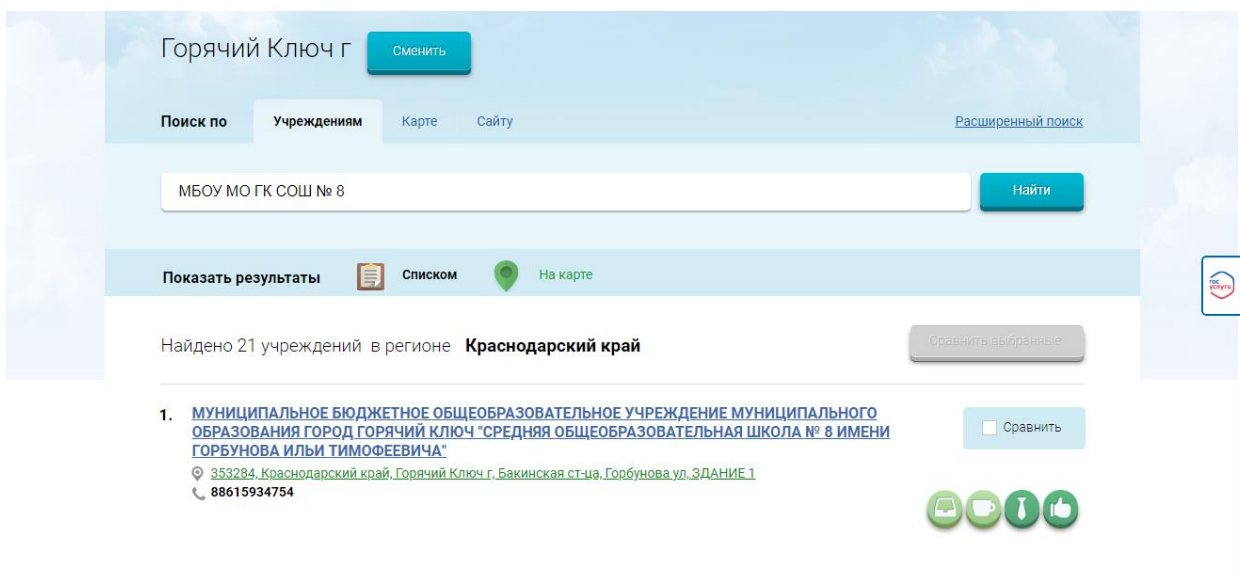 Горячий Ключ г Сменить
Поиск по Учреждениям Карте Сайту Расширенный поиск
МБОУ МО ГК СОШ № 8 Найти
Показать результаты Списком На карте
гос
услуги
Найдено 21 учреждений в регионе Краснодарский край Сравнить выбранные
1. МУНИЦИПАЛЬНОЕ БЮДЖЕТНОЕ ОБЩЕОБРАЗОВАТЕЛЬНОЕ УЧРЕЖДЕНИЕ МУНИЦИПАЛЬНОГО
ОБРАЗОВАНИЯ ГОРОД ГОРЯЧИЙ КЛЮЧ "СРЕДНЯЯ ОБЩЕОБРАЗОВАТЕЛЬНАЯ ШКОЛА № 8 ИМЕНИ
ГОРБУНОВА ИЛЬИ ТИМОФЕЕВИЧА"
Сравнить
353284, Краснодарский край, Горячий Ключ г, Бакинская ст-ца, Горбунова ул, ЗДАНИЕ 1
88615934754